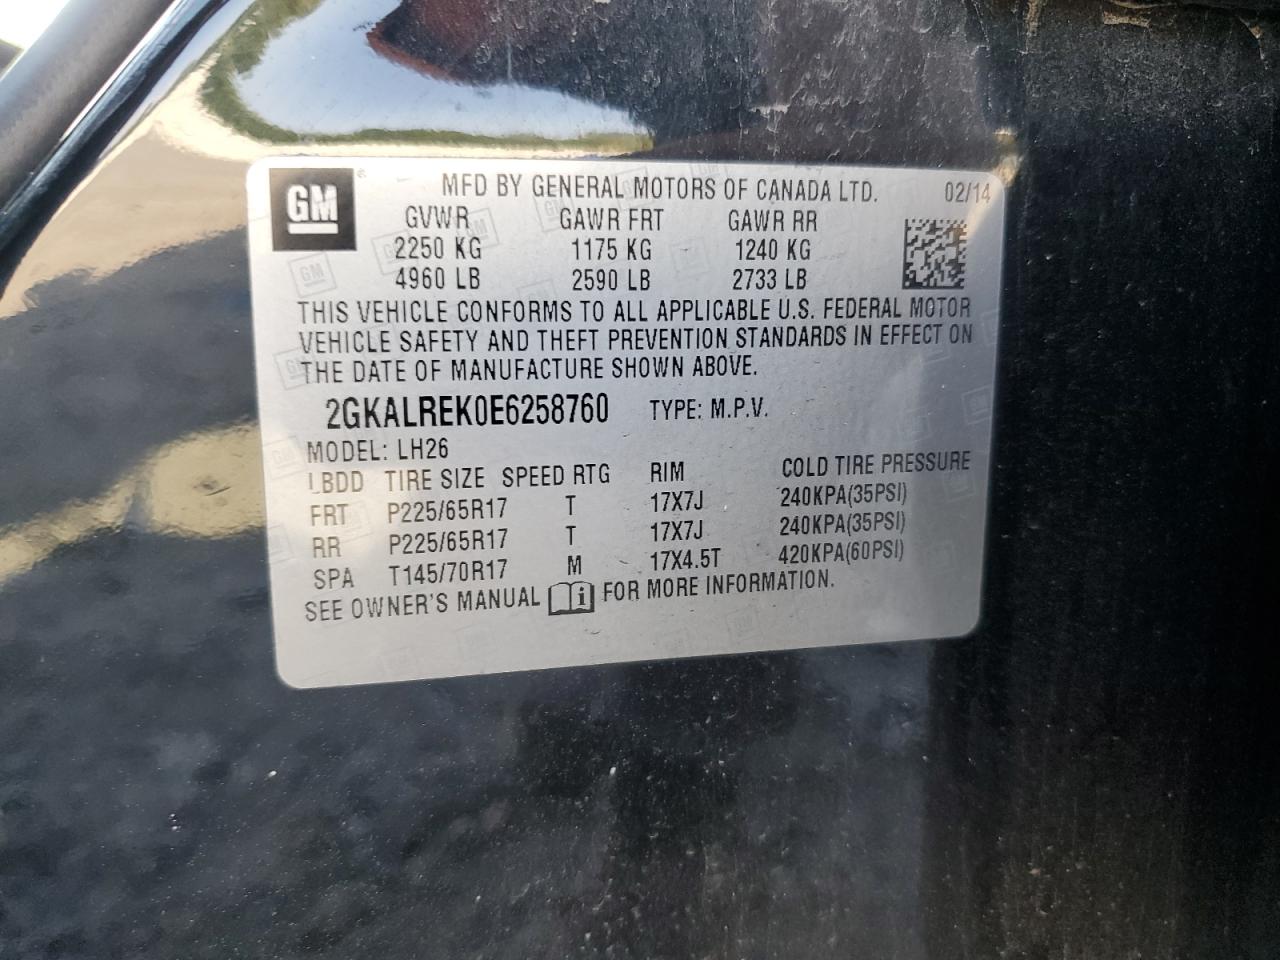 GM ® MFD BY GENERAL MOTORS OF CANADA LTD. 02/14
GVWR GAWR FRT GAWR RR
2250 KG 1175 KG 1240 KG
4960 LB 2590 LB 2733 LB
THIS VEHICLE CONFORMS TO ALL APPLICABLE U.S. FEDERAL MOTOR
VEHICLE SAFETY AND THEFT PREVENTION STANDARDS IN EFFECT ON
THE DATE OF MANUFACTURE SHOWN ABOVE.
2GKALREK0E6258760 TYPE: M.P.V.
MODEL: LH26
LBDD TIRE SIZE SPEED RTG RIM COLD TIRE PRESSURE
FRT P225/65R17 T 17X7J 240KPA(35PSI)
RR P225/65R17 T 17X7J 240KPA(35PSI)
SPA T145/70R17 M 17X4.5T 420KPA(60PSI)
SEE OWNER'S MANUAL i FOR MORE INFORMATION.